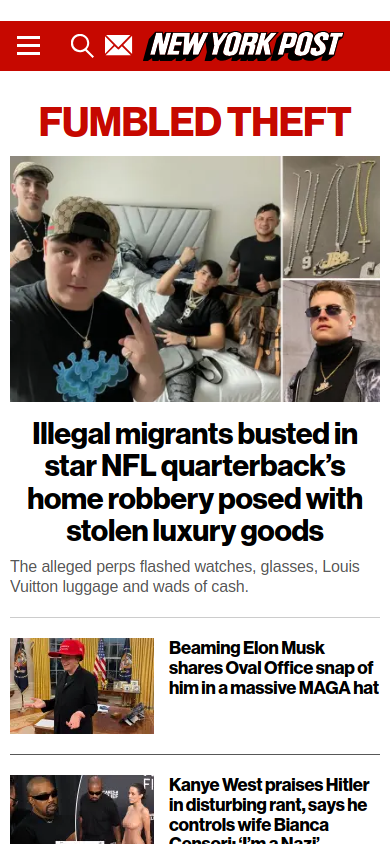 NEW YORK POST
FUMBLED THEFT
Illegal migrants busted in
star NFL quarterback’s
home robbery posed with
stolen luxury goods
The alleged perps flashed watches, glasses, Louis
Vuitton luggage and wads of cash.
Beaming Elon Musk
shares Oval Office snap of
him in a massive MAGA hat
Kanye West praises Hitler
in disturbing rant, says he
controls wife Bianca
Censori: ‘I’m a Nazi’